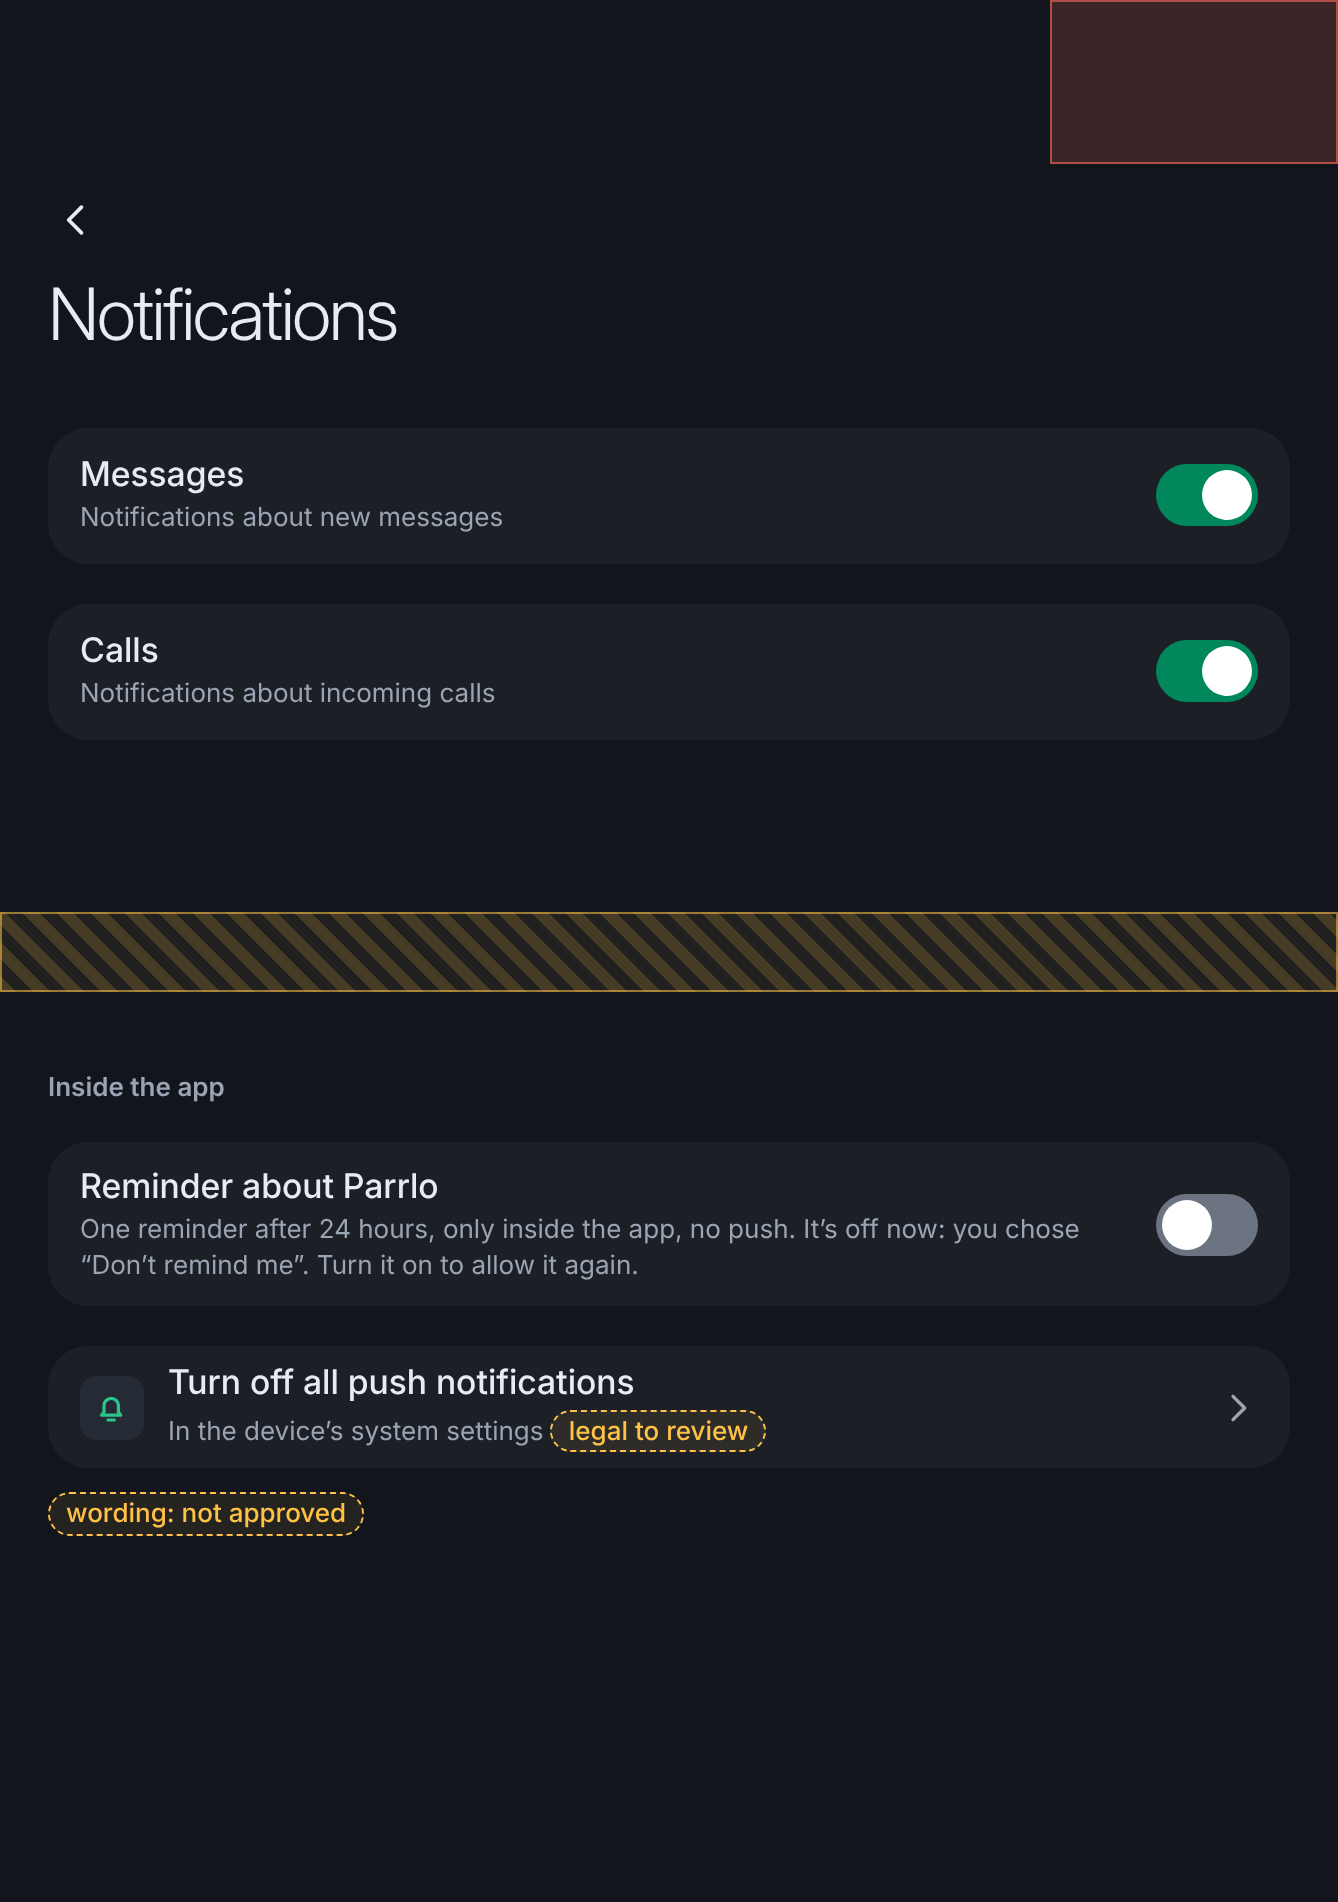 Notifications
Messages
Notifications about new messages
Calls
Notifications about incoming calls
Inside the app
Reminder about Parrlo
One reminder after 24 hours, only inside the app, no push. It’s off now: you chose
“Don’t remind me”. Turn it on to allow it again.
Turn off all push notifications
In the device’s system settings legal to review
wording: not approved